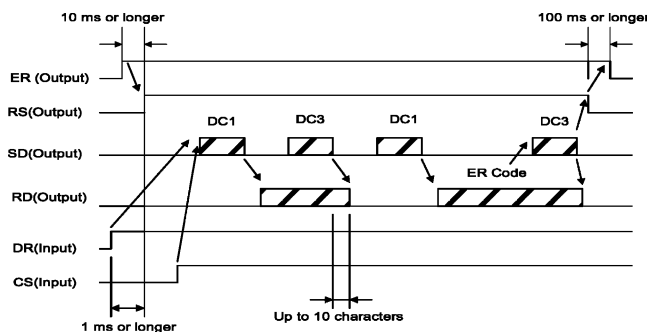 10 ms or longer
100 ms or longer
ER (Output)
RS(Output)
DC1
DC3
DC1
DC3
SD(Output)
ER Code
RD(Output)
DR(Input)
CS(Input)
Up to 10 characters
1 ms or longer